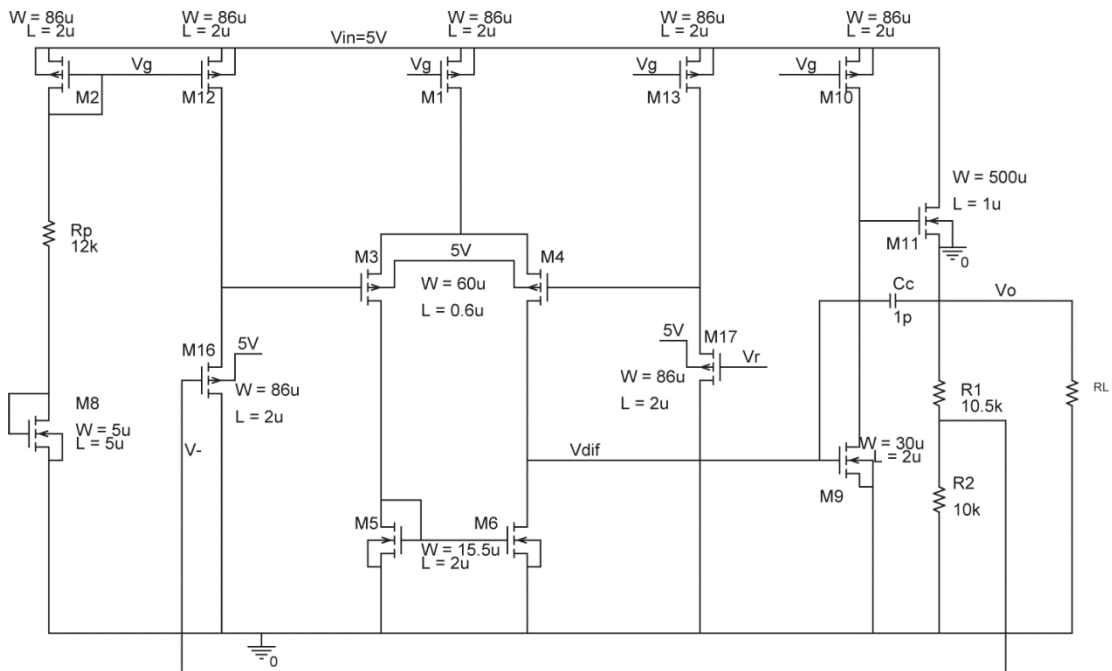 W = 86u
L = 2u
W = 86u
L = 2u
W = 86u
L = 2u
W = 86u
L = 2u
W = 86u
L = 2u
Vin=5V
Vg
Vg
Vg
Vg
M2
M12
M1
M13
M10
W = 500u
L = 1u
M11
0
Rp
12k
M3
5V
M4
W = 60u
L = 0.6u
Cc
1p
Vo
M16
5V
W = 86u
L = 2u
5V
M17
Vr
W = 86u
L = 2u
R1
10.5k
RL
M8
W = 5u
L = 5u
V-
Vdif
W = 30u
L = 2u
M9
R2
10k
M5
M6
W = 15.5u
L = 2u
0